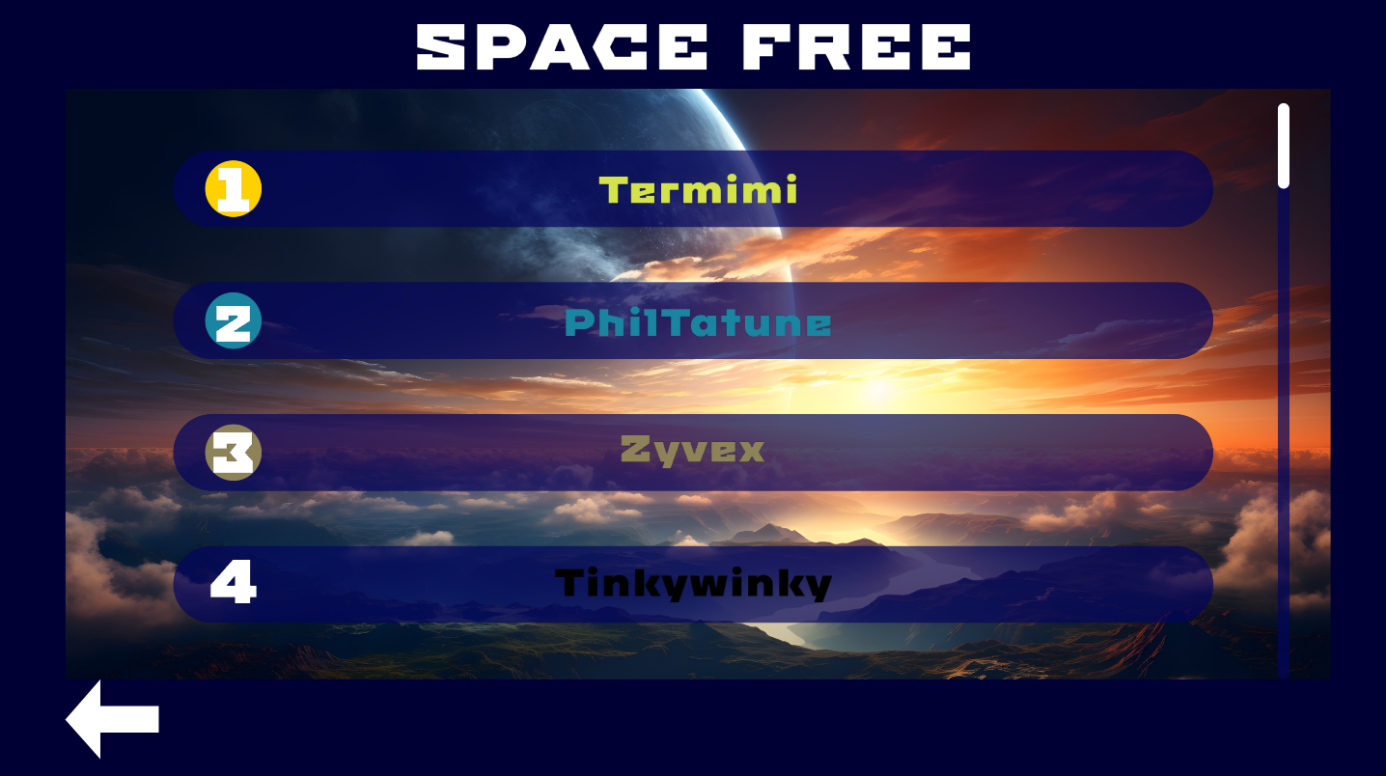 SPACE FREE
1 Termimi
2 PhilTatune
3 Zyvex
4 Tinkywinky